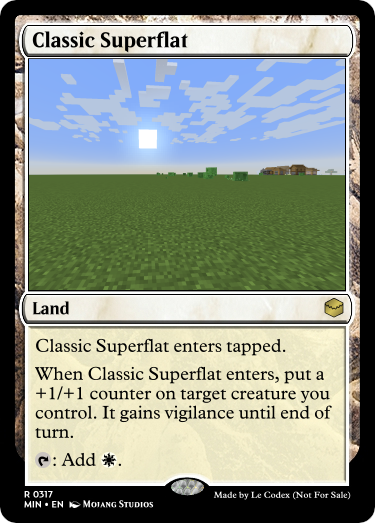 Classic Superflat
Land
Classic Superflat enters tapped.
When Classic Superflat enters, put a
+1/+1 counter on target creature you
control. It gains vigilance until end of
turn.
: Add .
R 0317
MIN • EN Mojang Studios
Made by Le Codex (Not For Sale)